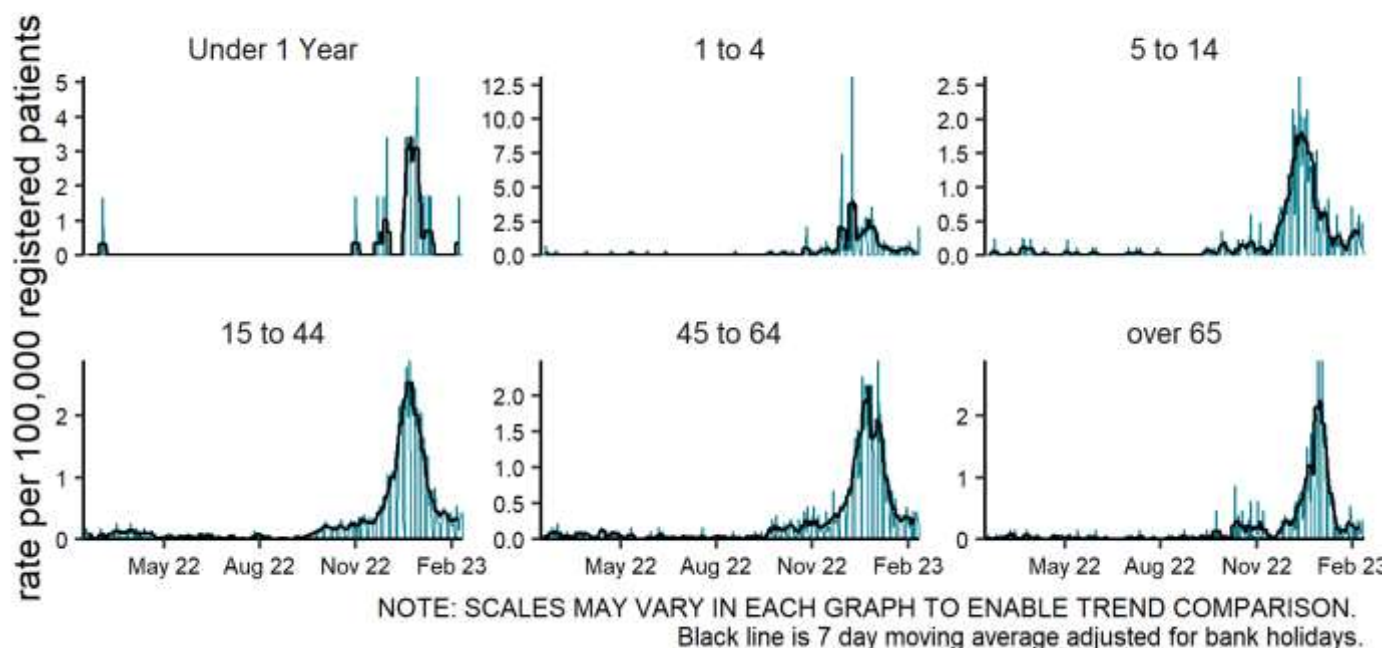 rate per 100,000 registered patients
Under 1 Year
5
4
3
2
1
0
1 to 4
12.5
10.0
7.5
5.0
2.5
0.0
5 to 14
2.5
2.0
1.5
1.0
0.5
0.0
15 to 44
2
1
0
May 22 Aug 22 Nov 22 Feb 23
45 to 64
2.0
1.5
1.0
0.5
0.0
May 22 Aug 22 Nov 22 Feb 23
over 65
2
1
0
May 22 Aug 22 Nov 22 Feb 23
NOTE: SCALES MAY VARY IN EACH GRAPH TO ENABLE TREND COMPARISON.
Black line is 7 day moving average adjusted for bank holidays.